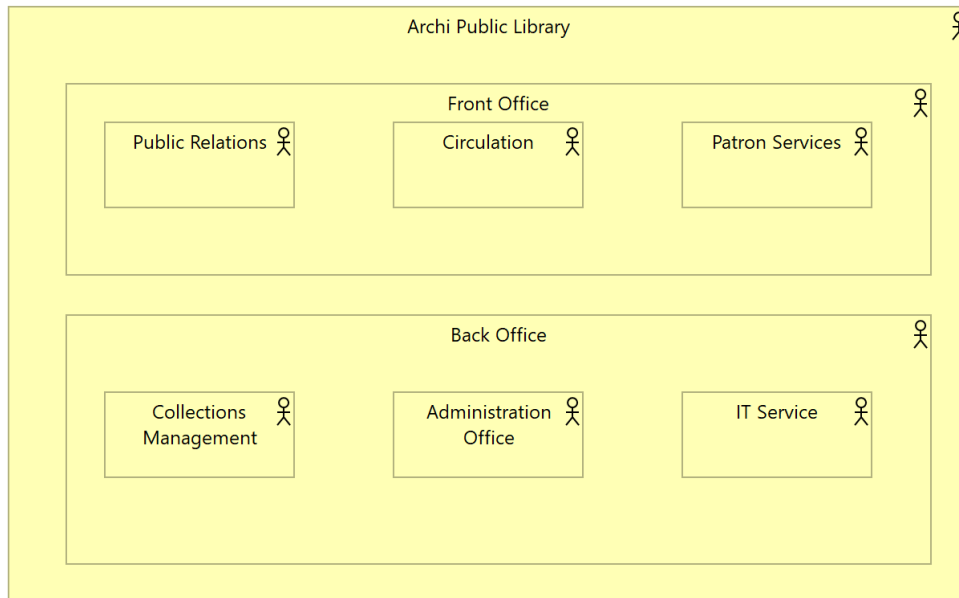 Archi Public Library
Front Office
Public Relations
Circulation
Patron Services
Back Office
Collections
Management
Administration
Office
IT Service